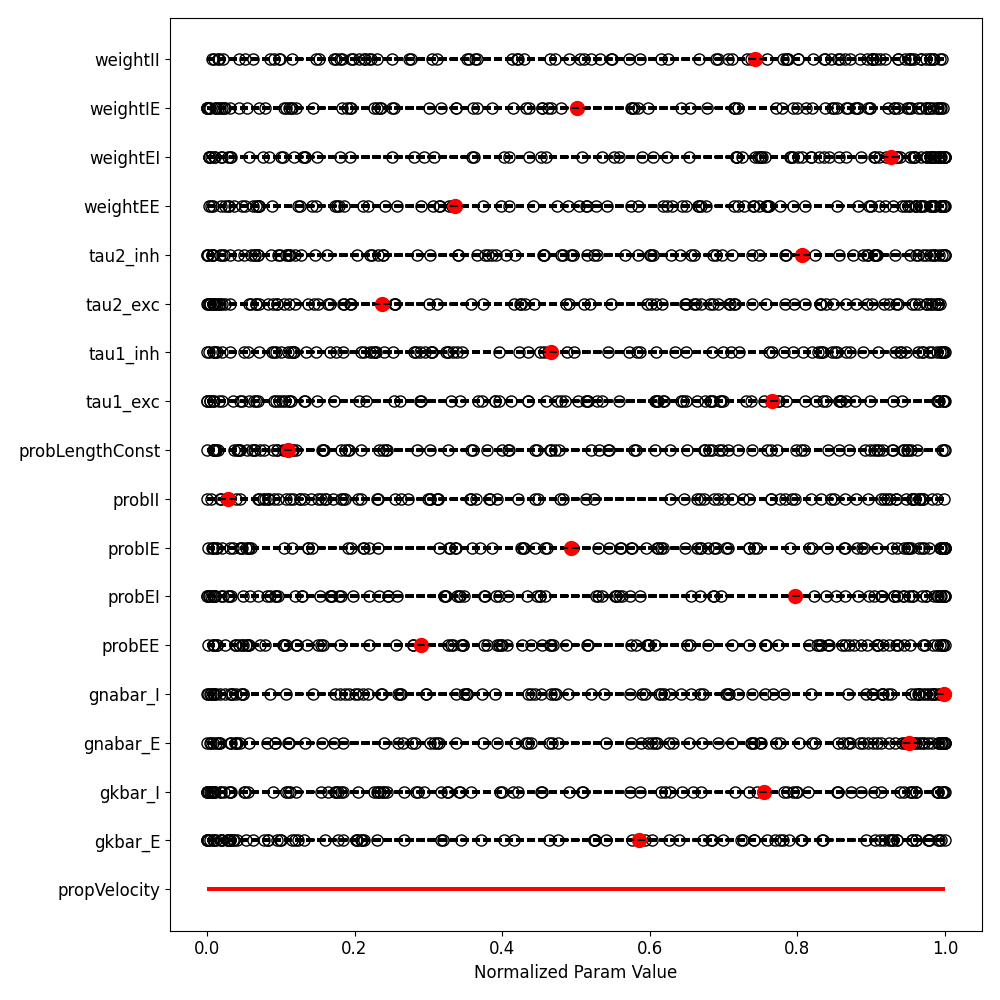 weightII
weightIE
weightEI
weightEE
tau2_inh
tau2_exc
tau1_inh
tau1_exc
probLengthConst
probII
probIE
probEI
probEE
gnabar_I
gnabar_E
gkbar_I
gkbar_E
propVelocity
0.0 0.2 0.4 0.6 0.8 1.0
Normalized Param Value